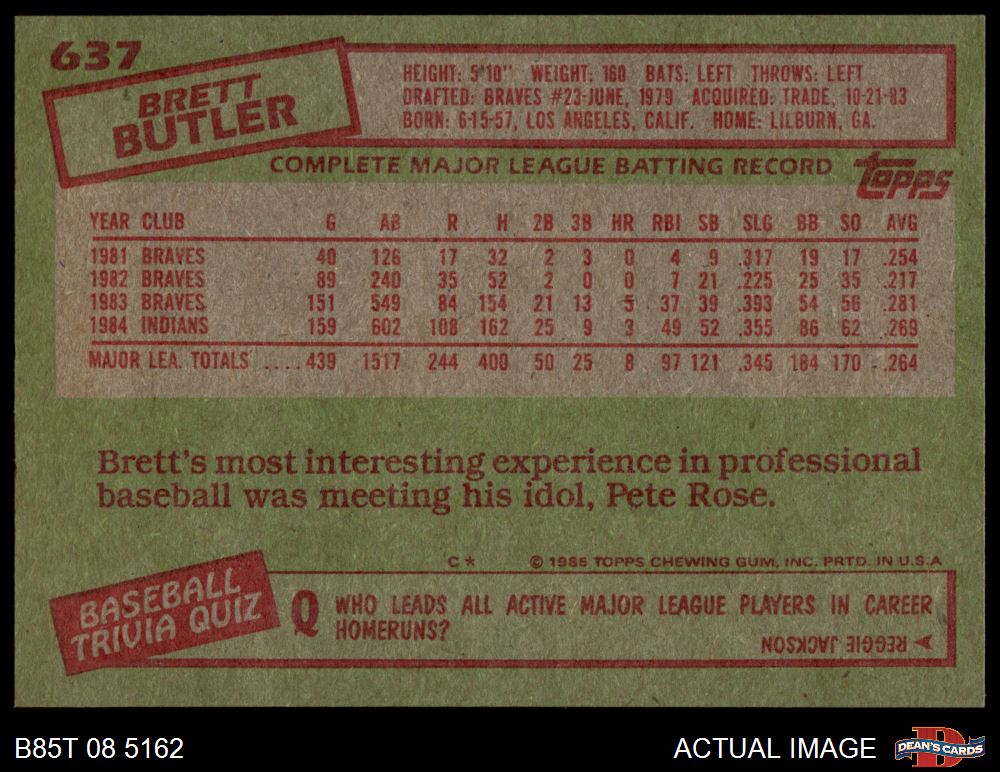 637
BRETT
BUTLER
HEIGHT: 5'10" WEIGHT: 160 BATS: LEFT THROWS: LEFT
DRAFTED: BRAVES #23-JUNE, 1979 ACQUIRED: TRADE, 10-21-83
BORN: 6-15-57, LOS ANGELES, CALIF. HOME: LILBURN, GA.
COMPLETE MAJOR LEAGUE BATTING RECORD
Topps
YEAR CLUB G AB R H 2B 3B HR RBI SB SLG BB SO AVG
1981 BRAVES 40 126 17 32 2 3 0 4 9 .317 19 17 .254
1982 BRAVES 89 240 35 52 2 0 0 7 21 .225 25 35 .217
1983 BRAVES 151 549 84 154 21 13 5 37 39 .393 54 56 .281
1984 INDIANS 159 602 108 162 25 9 3 49 52 .355 86 62 .269
MAJOR LEA. TOTALS .... 439 1517 244 400 50 25 8 97 121 .345 184 170 .264
Brett's most interesting experience in professional
baseball was meeting his idol, Pete Rose.
C* © 1985 TOPPS CHEWING GUM, INC. PRTD. IN U.S.A
BASEBALL
TRIVIA QUIZ
Q WHO LEADS ALL ACTIVE MAJOR LEAGUE PLAYERS IN CAREER
HOMERUNS?
REGGIE JACKSON
B85T 08 5162
ACTUAL IMAGE
D
DEAN'S CARDS